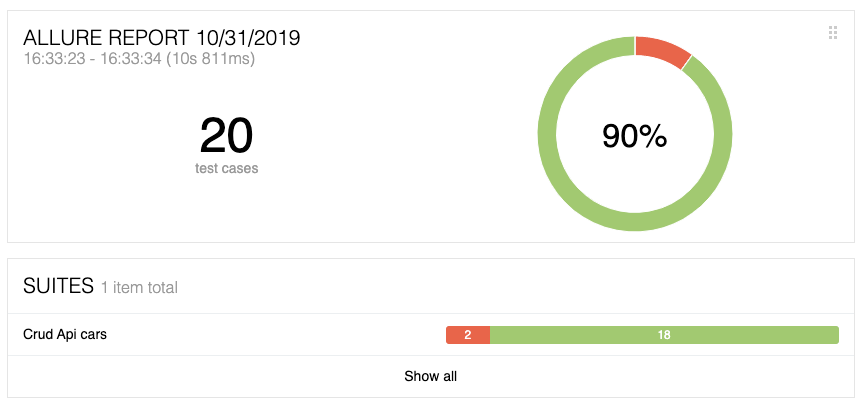 ALLURE REPORT 10/31/2019
16:33:23 - 16:33:34 (10s 811ms)
20
test cases
90%
SUITES 1 item total
Crud Api cars 2 18
Show all